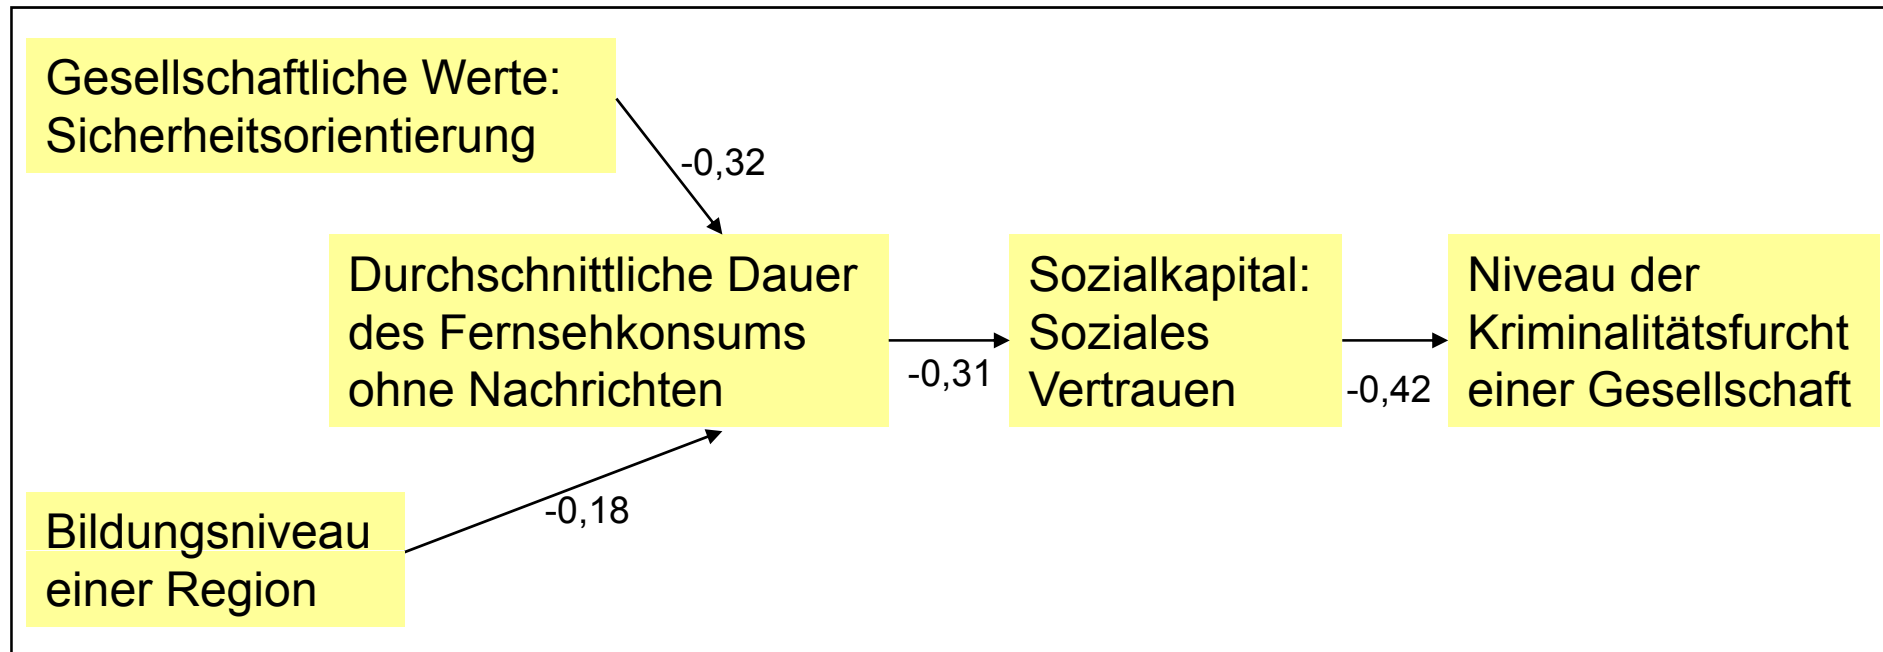 Gesellschaftliche Werte:
Sicherheitsorientierung
-0,32
Durchschnittliche Dauer
des Fernsehkonsums
ohne Nachrichten
-0,31
Sozialkapital:
Soziales
Vertrauen
-0,42
Niveau der
Kriminalitätsfurcht
einer Gesellschaft
-0,18
Bildungsniveau
einer Region